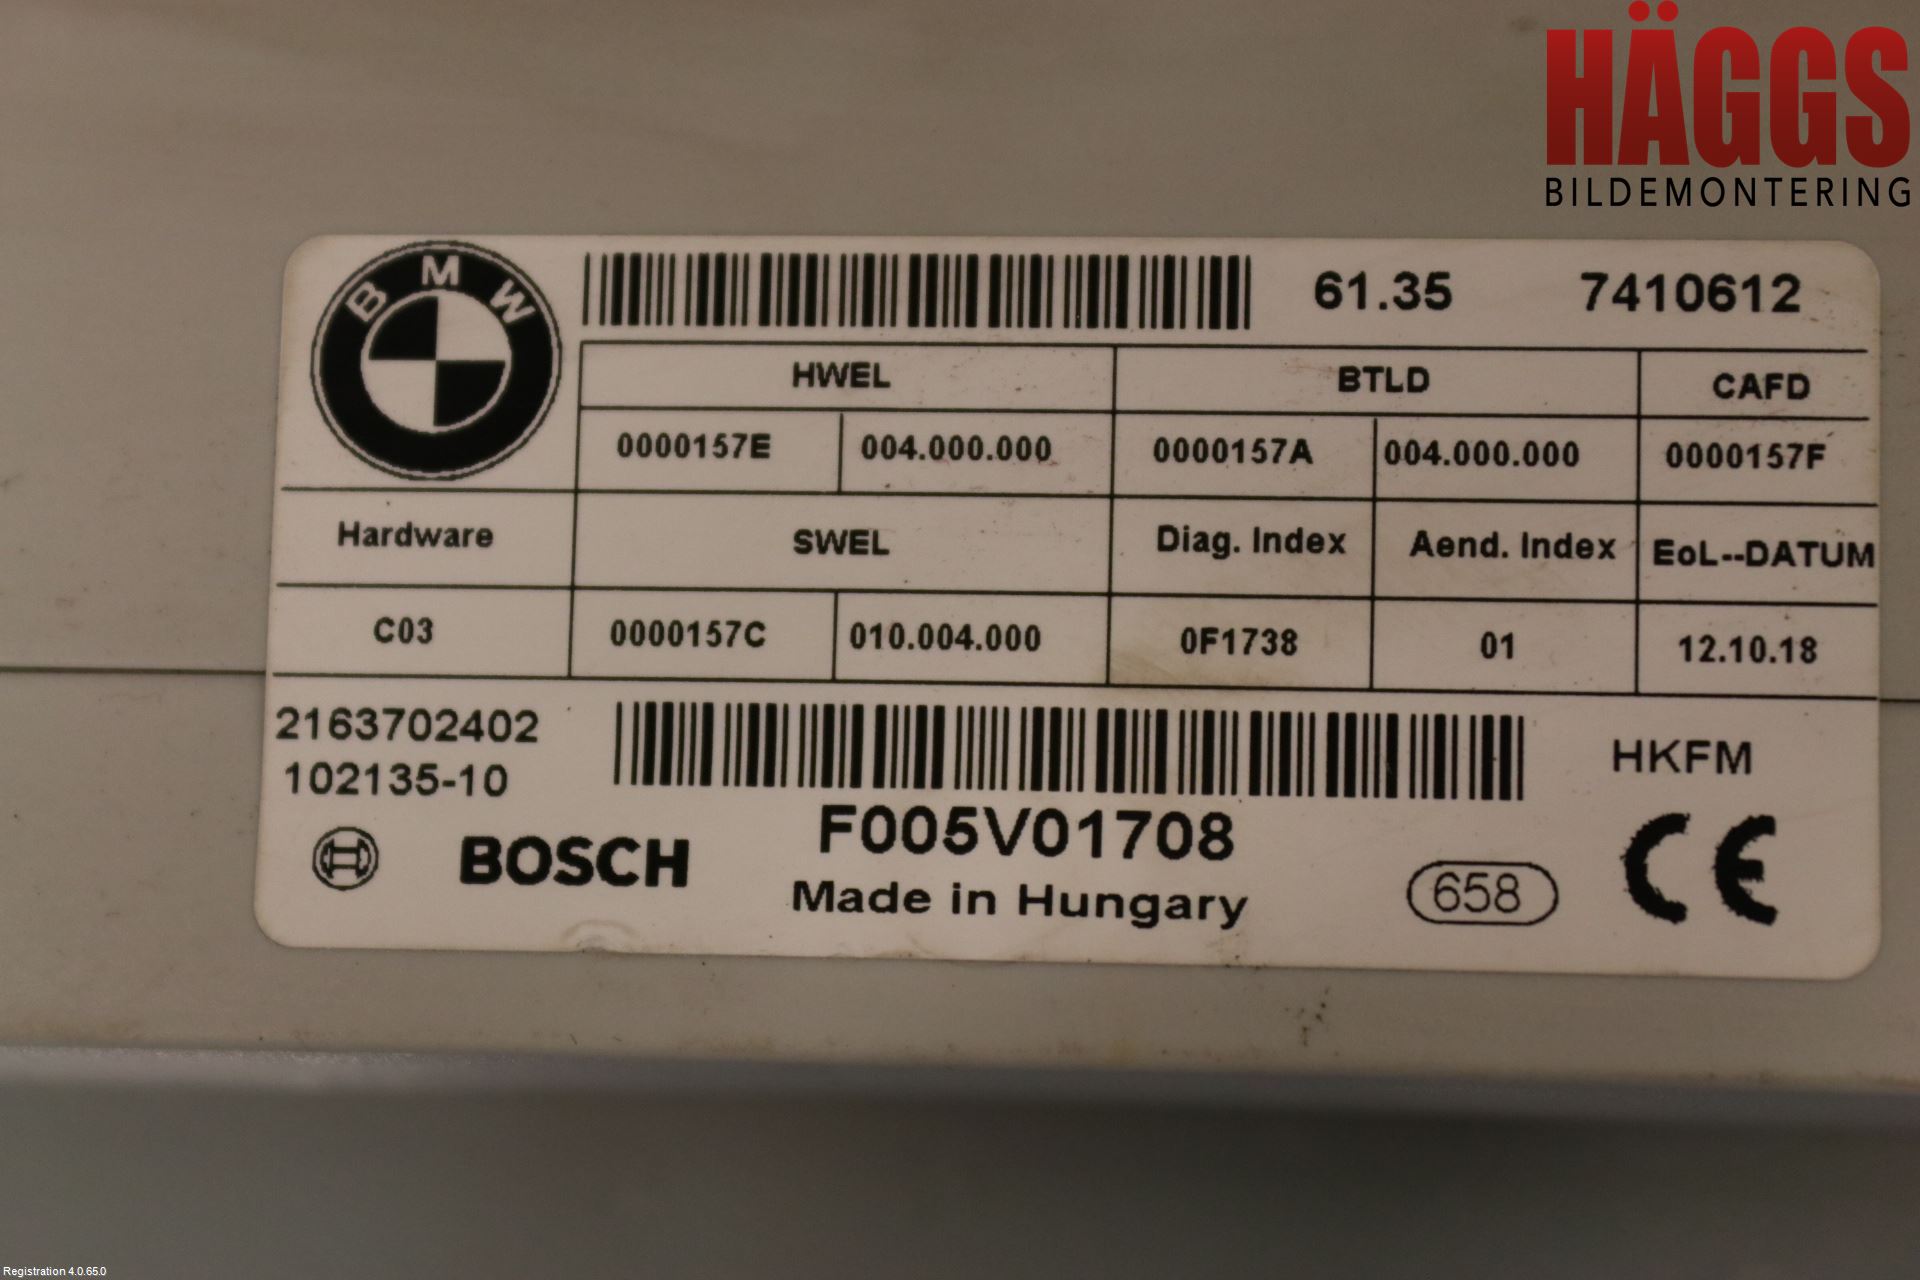 HÄGGS
BILDEMONTERING
BMW
61.35 7410612
HWEL BTLD CAFD
0000157E 004.000.000 0000157A 004.000.000 0000157F
Hardware SWEL Diag. Index Aend. Index EoL--DATUM
C03 0000157C 010.004.000 0F1738 01 12.10.18
2163702402
102135-10
HKFM
BOSCH
F005V01708
Made in Hungary
658
CE
Registration 4.0.65.0